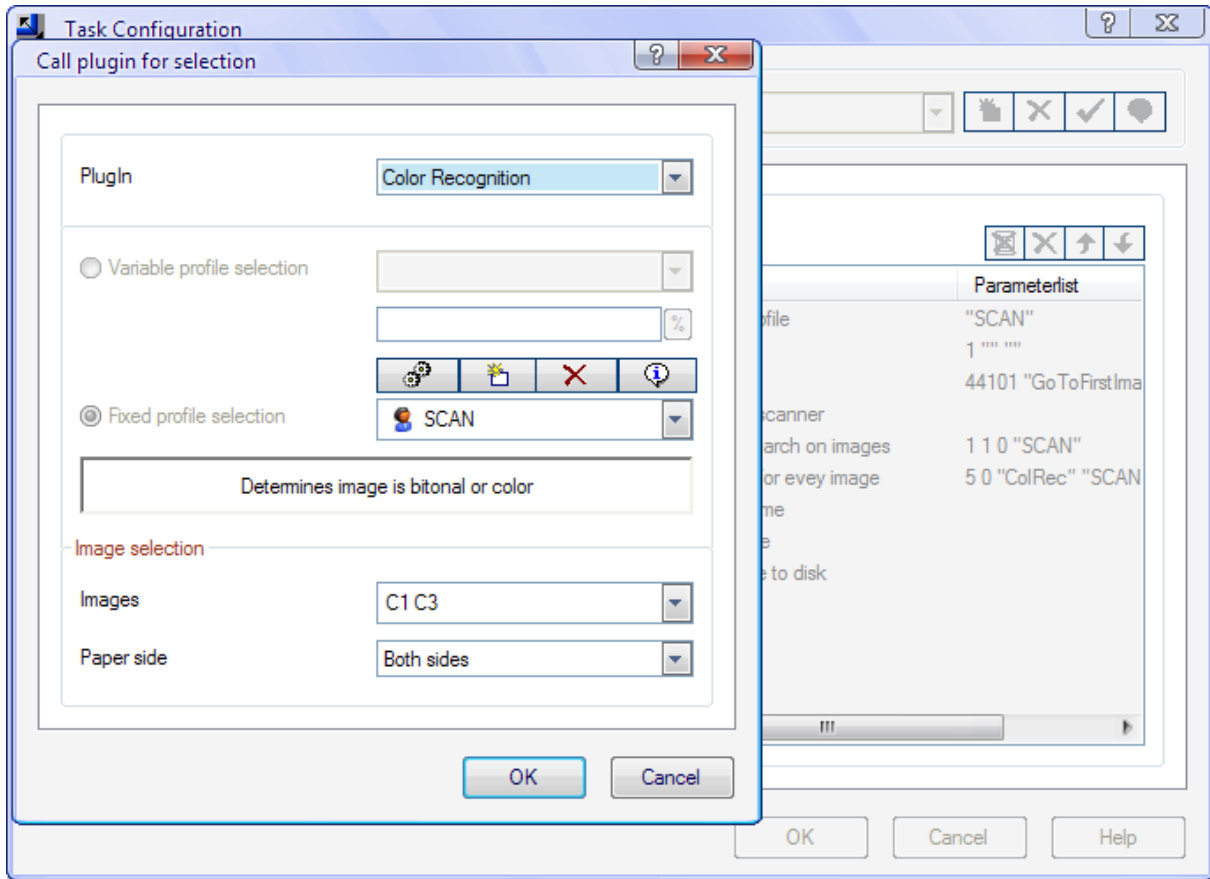 Task Configuration
Call plugin for selection
PlugIn
Color Recognition
Variable profile selection
%
Fixed profile selection
SCAN
Determines image is bitonal or color
Image selection
Images
C1 C3
Paper side
Both sides
OK
Cancel
Parameterlist
ofile "SCAN"
1 "" ""
44101 "GoToFirstIma
scanner
arch on images 1 1 0 "SCAN"
or evey image 5 0 "ColRec" "SCAN
me
e
e to disk
OK
Cancel
Help